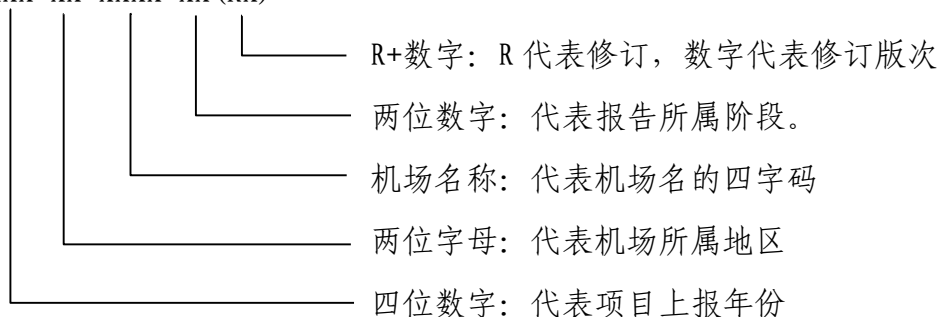 R+数字：R 代表修订，数字代表修订版次
两位数字：代表报告所属阶段。
机场名称：代表机场名的四字码
两位字母：代表机场所属地区
四位数字：代表项目上报年份